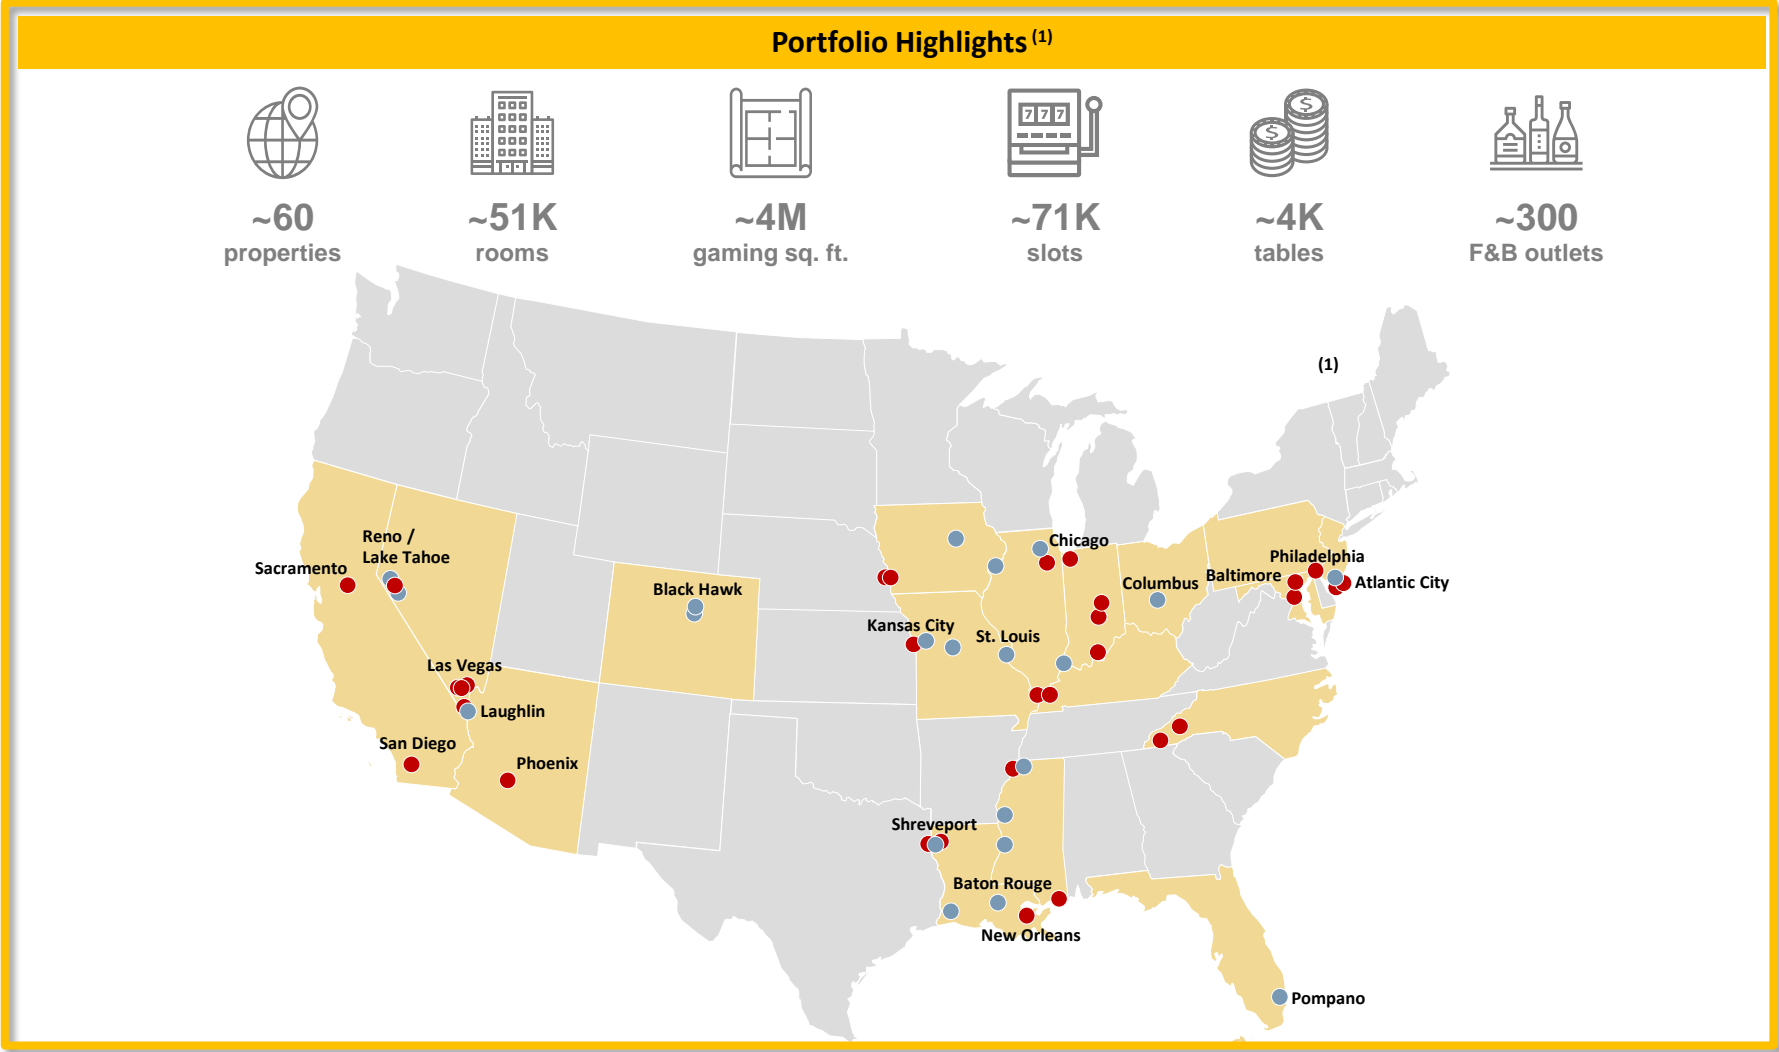 Portfolio Highlights (1)
777
$
$
~60
~51K
~4M
~71K
~4K
~300
properties
rooms
gaming sq. ft.
slots
tables
F&B outlets
(1)
Reno /
Lake Tahoe
Sacramento
Chicago
Philadelphia
Baltimore
Columbus
Atlantic City
Black Hawk
Kansas City
St. Louis
Las Vegas
Laughlin
San Diego
Phoenix
Shreveport
Baton Rouge
New Orleans
Pompano